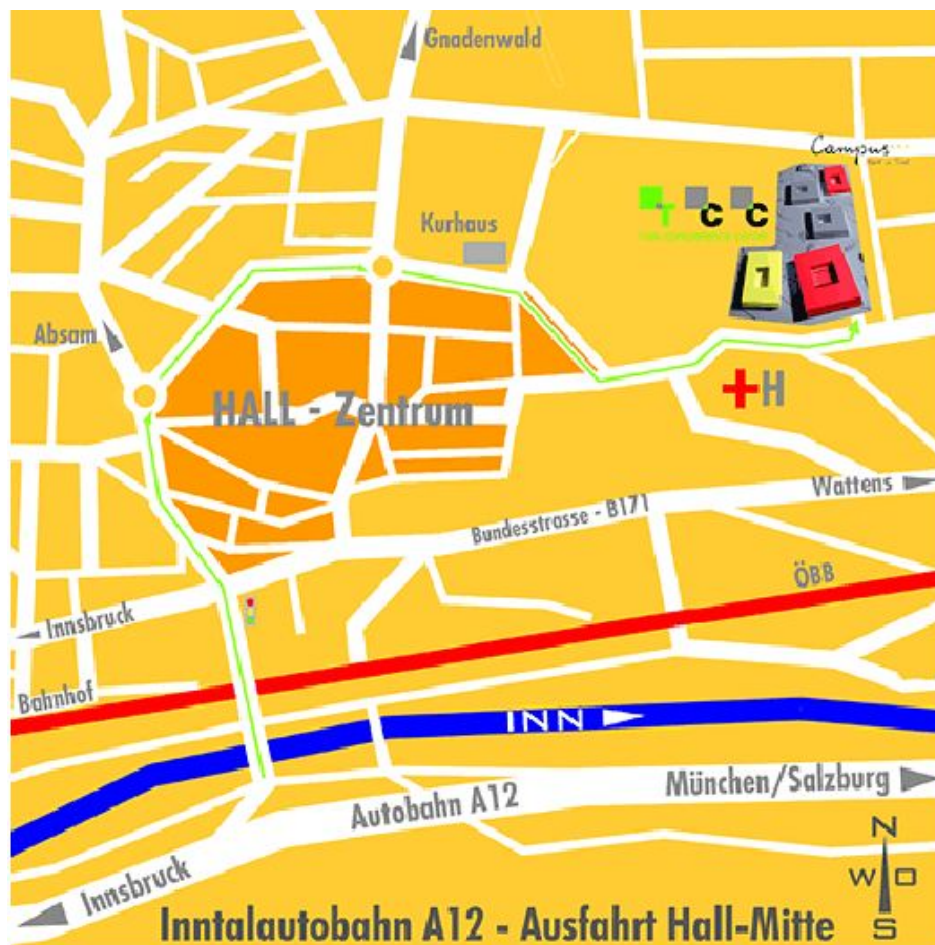 Gnadenwald
Campus
T C C
Kurhaus
Absam
H
HALL - Zentrum
Wattens
Bundesstrasse - B171
ÖBB
Innsbruck
Bahnhof
INN
München/Salzburg
Autobahn A12
N
W O
S
Innsbruck
Inntalautobahn A12 - Ausfahrt Hall-Mitte